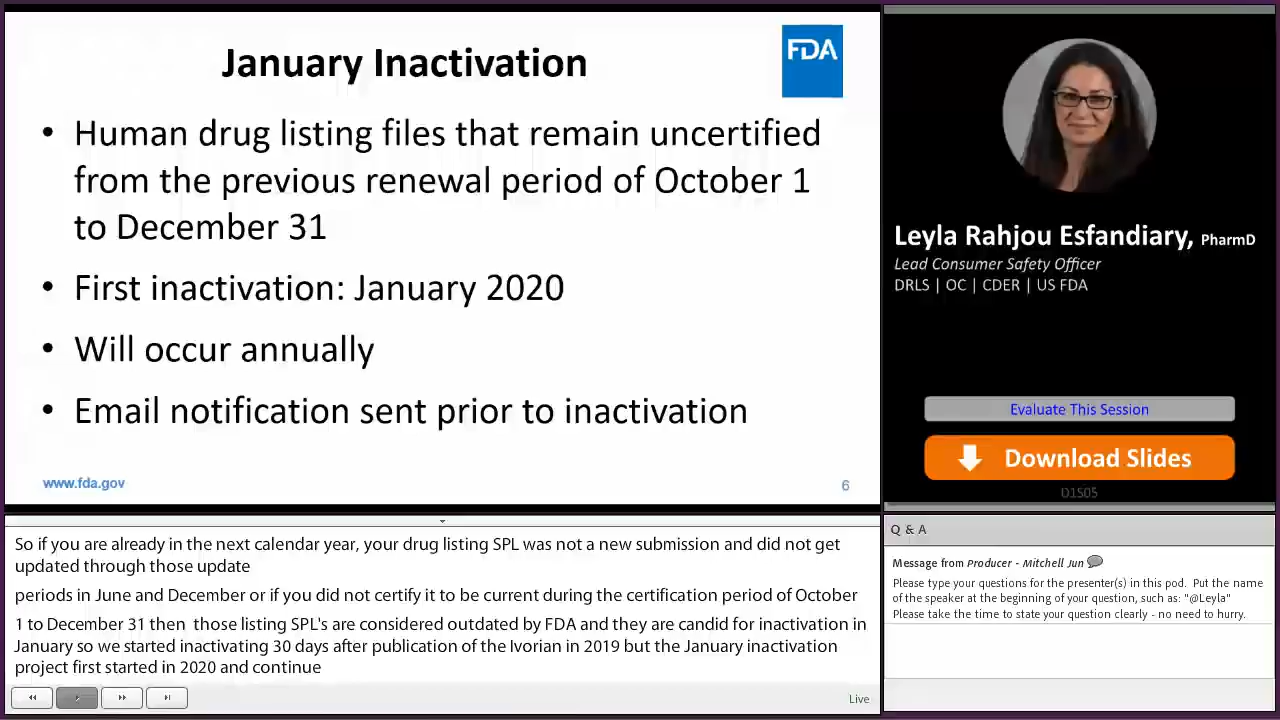 January Inactivation
FDA
• Human drug listing files that remain uncertified
from the previous renewal period of October 1
to December 31
• First inactivation: January 2020
• Will occur annually
• Email notification sent prior to inactivation
www.fda.gov
6
Leyla Rahjou Esfandiary, PharmD
Lead Consumer Safety Officer
DRLS | OC | CDER | US FDA
Evaluate This Session
Download Slides
D1S05
So if you are already in the next calendar year, your drug listing SPL was not a new submission and did not get
updated through those update
periods in June and December or if you did not certify it to be current during the certification period of October
1 to December 31 then those listing SPL's are considered outdated by FDA and they are candid for inactivation in
January so we started inactivating 30 days after publication of the Ivorian in 2019 but the January inactivation
project first started in 2020 and continue
Live
Q & A
Message from Producer - Mitchell Jun
Please type your questions for the presenter(s) in this pod. Put the name
of the speaker at the beginning of your question, such as: "@Leyla"
Please take the time to state your question clearly - no need to hurry.